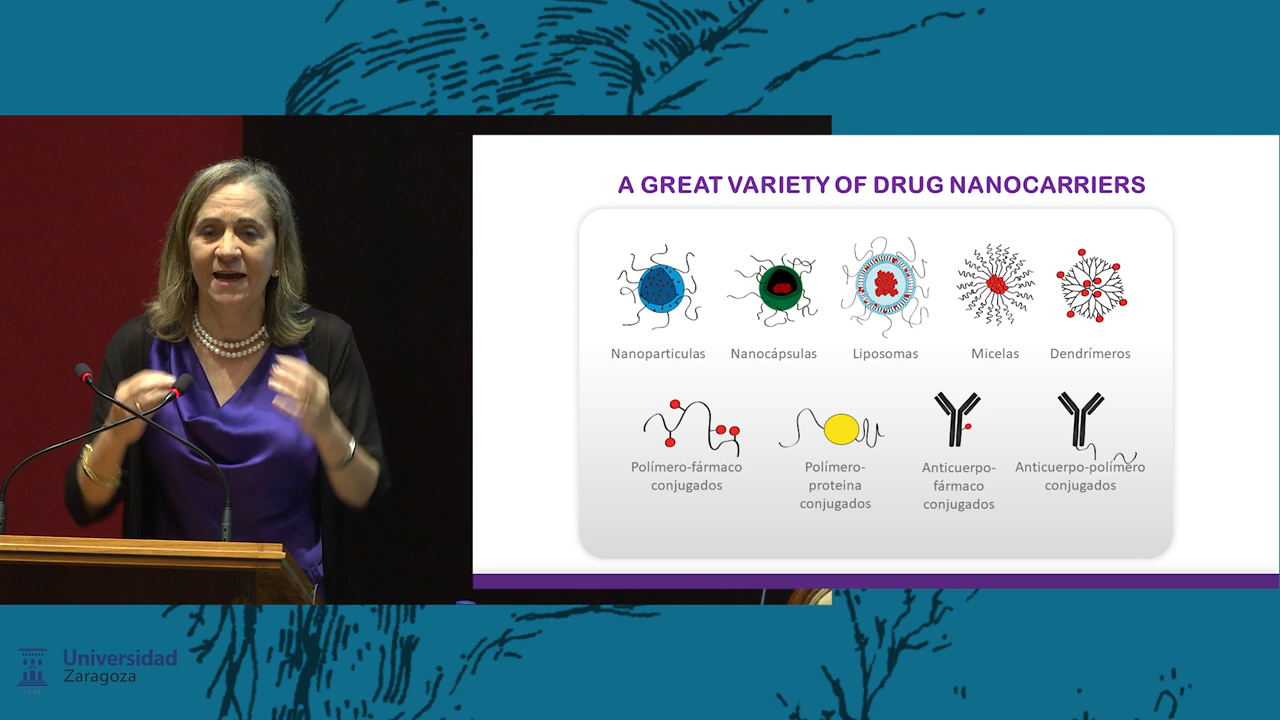 A GREAT VARIETY OF DRUG NANOCARRIERS
Nanoparticulas
Nanocápsulas
Liposomas
Micelas
Dendrímeros
Polímero-fármaco
conjugados
Polímero-
proteina
conjugados
Anticuerpo-
fármaco
conjugados
Anticuerpo-polímero
conjugados
Universidad
Zaragoza